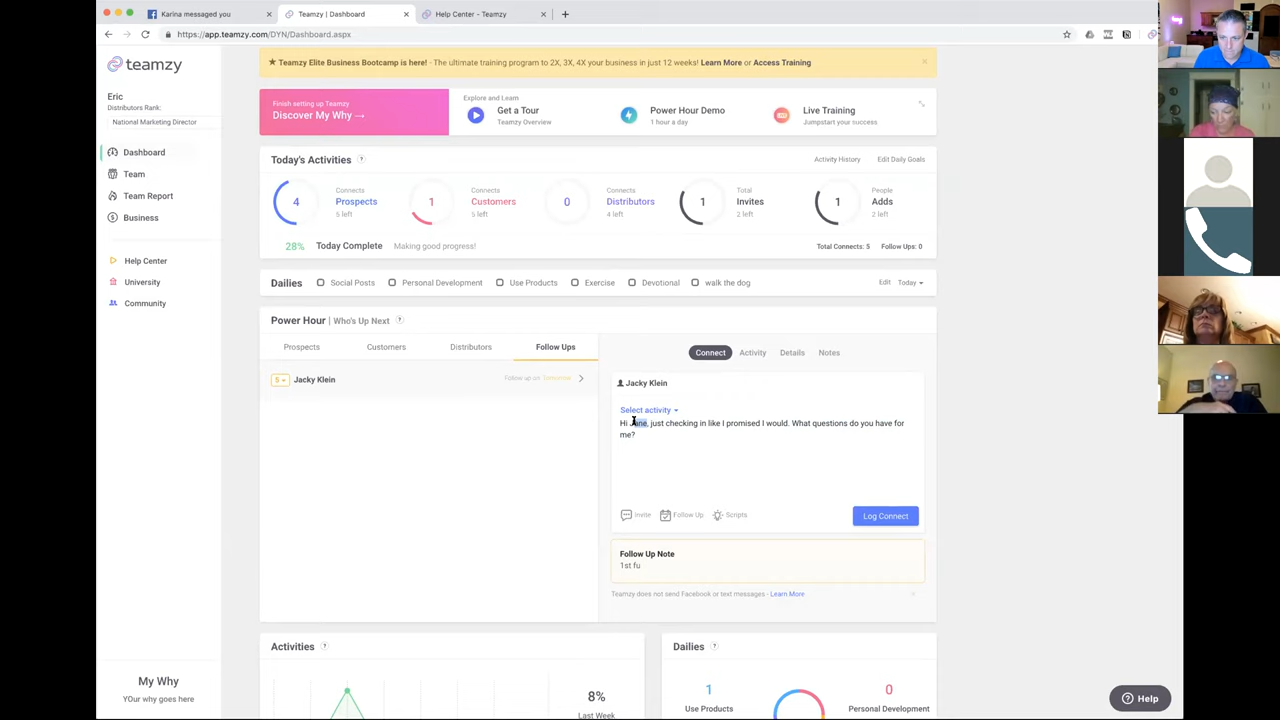 Karina messaged you
Teamzy | Dashboard
Help Center - Teamzy
https://app.teamzy.com/DYN/Dashboard.aspx
teamzy
Eric
Distributors Rank:
National Marketing Director
Dashboard
Team
Team Report
Business
Help Center
University
Community
My Why
YOur why goes here
★ Teamzy Elite Business Bootcamp is here! - The ultimate training program to 2X, 3X, 4X your business in just 12 weeks! Learn More or Access Training
Finish setting up Teamzy
Discover My Why →
Explore and Learn
Get a Tour
Teamzy Overview
Power Hour Demo
1 hour a day
Live Training
Jumpstart your success
Today's Activities
Activity History
Edit Daily Goals
4
Connects
Prospects
5 left
1
Connects
Customers
5 left
0
Connects
Distributors
4 left
1
Total
Invites
2 left
1
People
Adds
2 left
28% Today Complete Making good progress!
Total Connects: 5 Follow Ups: 0
Dailies
Social Posts
Personal Development
Use Products
Exercise
Devotional
walk the dog
Edit
Today
Power Hour | Who's Up Next
Prospects
Customers
Distributors
Follow Ups
Connect
Activity
Details
Notes
Jacky Klein
Follow up on Tomorrow
Jacky Klein
Select activity
Hi Jane, just checking in like I promised I would. What questions do you have for
me?
Invite
Follow Up
Scripts
Log Connect
Follow Up Note
1st fu
Teamzy does not send Facebook or text messages - Learn More
Activities
8%
Last Week
Dailies
1
Use Products
0
Personal Development
Help